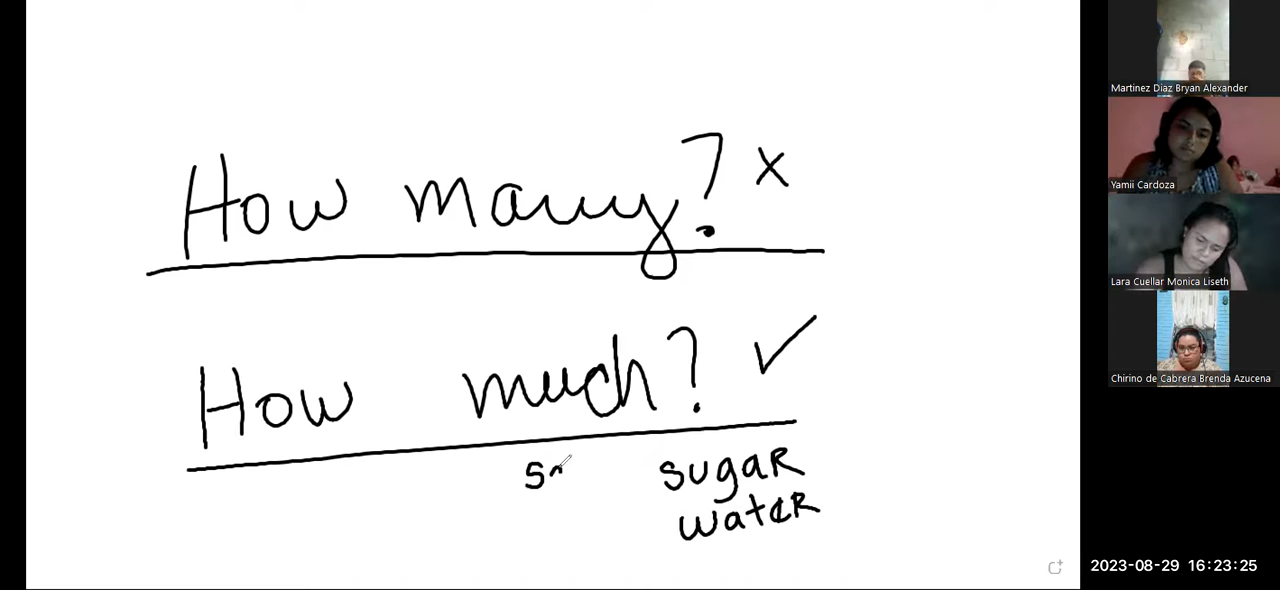 How many? x
How much? ✓
sugaR
wateR
Martinez Diaz Bryan Alexander
Yamii Cardoza
Lara Cuellar Monica Liseth
Chirino de Cabrera Brenda Azucena
2023-08-29 16:23:25